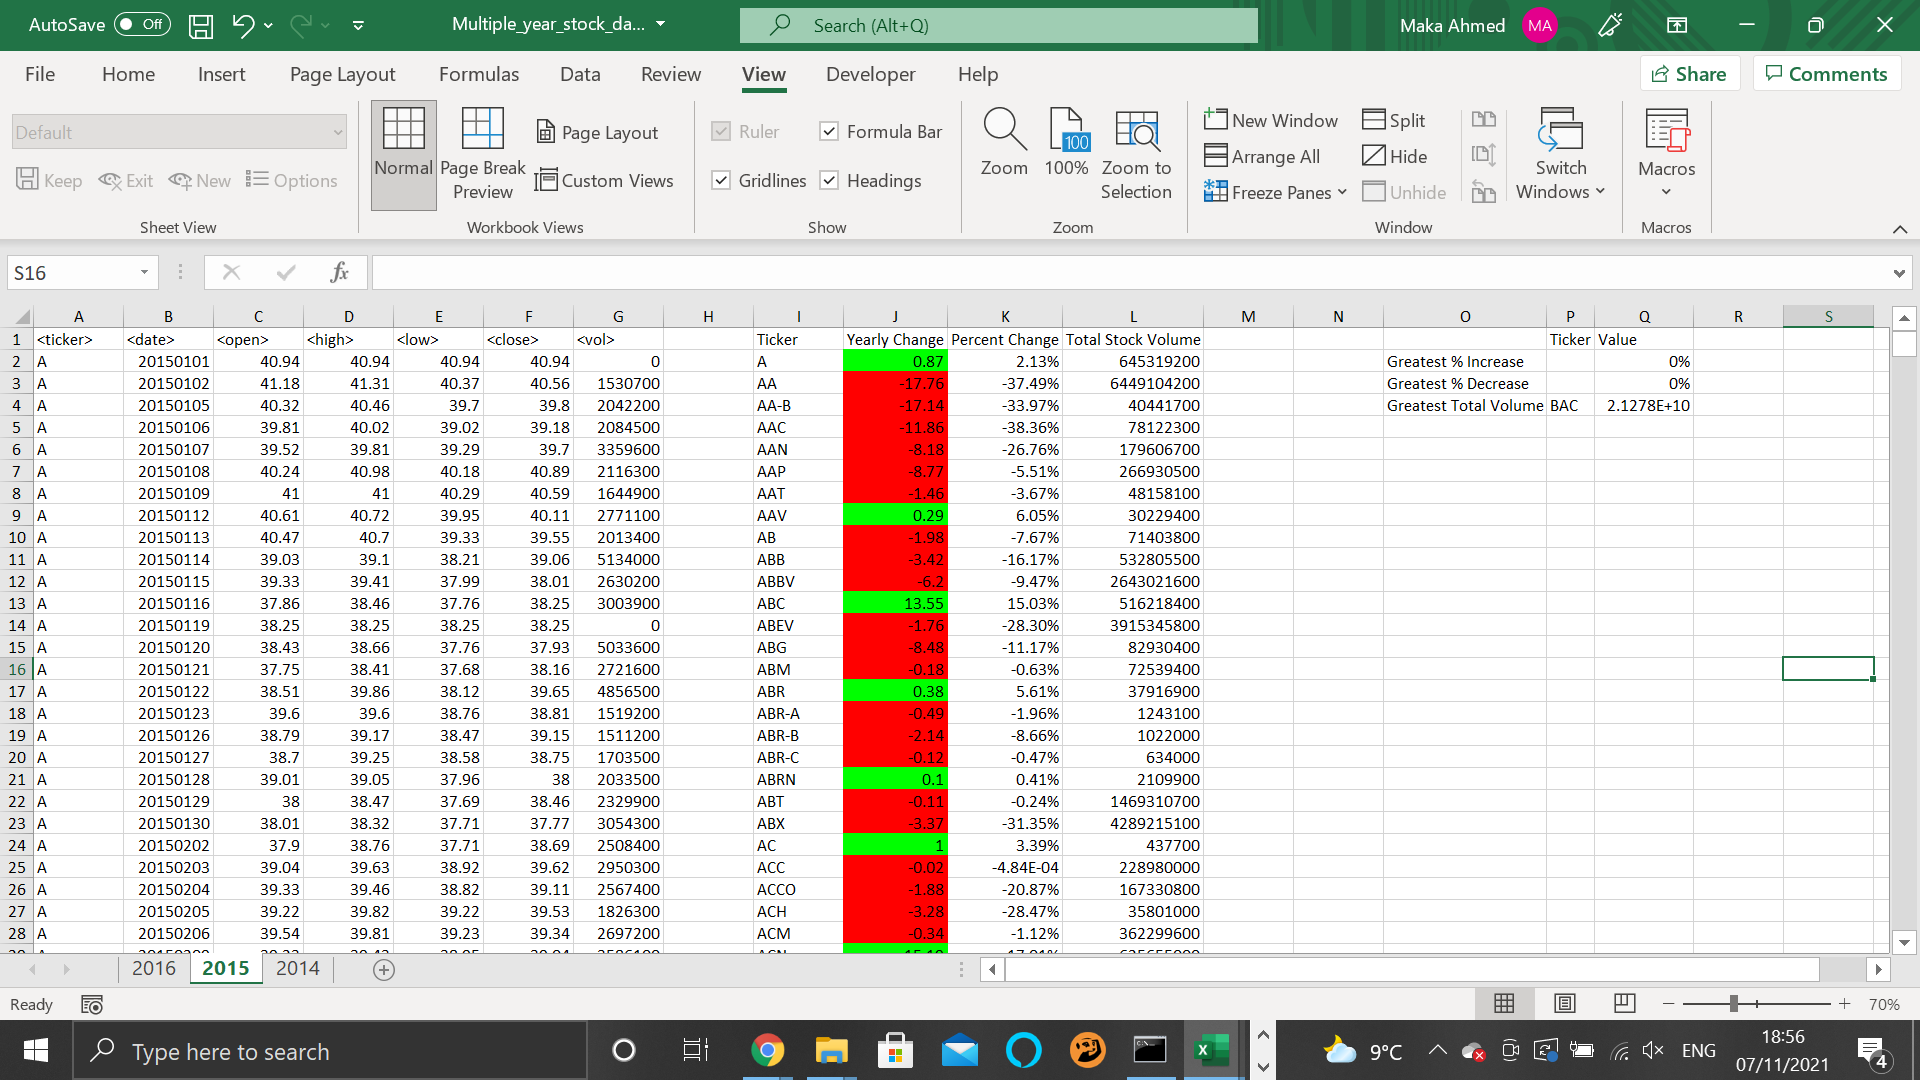 AutoSave Off Multiple_year_stock_da... Search (Alt+Q) Maka Ahmed MA
File Home Insert Page Layout Formulas Data Review View Developer Help Share Comments
Default
Keep Exit New Options
Sheet View
Normal
Page Break Preview
Page Layout
Custom Views
Workbook Views
Ruler Formula Bar
Gridlines Headings
Show
Zoom
100 100%
Zoom to Selection
Zoom
New Window Split
Arrange All Hide
Freeze Panes Unhide
Switch Windows
Window
Macros
Macros
S16 fx
A B C D E F G H I J K L M N O P Q R S
1 <ticker> <date> <open> <high> <low> <close> <vol> Ticker Yearly Change Percent Change Total Stock Volume Ticker Value
2 A 20150101 40.94 40.94 40.94 40.94 0 A 0.87 2.13% 645319200 Greatest % Increase 0%
3 A 20150102 41.18 41.31 40.37 40.56 1530700 AA -17.76 -37.49% 6449104200 Greatest % Decrease 0%
4 A 20150105 40.32 40.46 39.7 39.8 2042200 AA-B -17.14 -33.97% 40441700 Greatest Total Volume BAC 2.1278E+10
5 A 20150106 39.81 40.02 39.02 39.18 2084500 AAC -11.86 -38.36% 78122300
6 A 20150107 39.52 39.81 39.29 39.7 3359600 AAN -8.18 -26.76% 179606700
7 A 20150108 40.24 40.98 40.18 40.89 2116300 AAP -8.77 -5.51% 266930500
8 A 20150109 41 41 40.29 40.59 1644900 AAT -1.46 -3.67% 48158100
9 A 20150112 40.61 40.72 39.95 40.11 2771100 AAV 0.29 6.05% 30229400
10 A 20150113 40.47 40.7 39.33 39.55 2013400 AB -1.98 -7.67% 71403800
11 A 20150114 39.03 39.1 38.21 39.06 5134000 ABB -3.42 -16.17% 532805500
12 A 20150115 39.33 39.41 37.99 38.01 2630200 ABBV -6.2 -9.47% 2643021600
13 A 20150116 37.86 38.46 37.76 38.25 3003900 ABC 13.55 15.03% 516218400
14 A 20150119 38.25 38.25 38.25 38.25 0 ABEV -1.76 -28.30% 3915345800
15 A 20150120 38.43 38.66 37.76 37.93 5033600 ABG -8.48 -11.17% 82930400
16 A 20150121 37.75 38.41 37.68 38.16 2721600 ABM -0.18 -0.63% 72539400
17 A 20150122 38.51 39.86 38.12 39.65 4856500 ABR 0.38 5.61% 37916900
18 A 20150123 39.6 39.6 38.76 38.81 1519200 ABR-A -0.49 -1.96% 1243100
19 A 20150126 38.79 39.17 38.47 39.15 1511200 ABR-B -2.14 -8.66% 1022000
20 A 20150127 38.7 39.25 38.58 38.75 1703500 ABR-C -0.12 -0.47% 634000
21 A 20150128 39.01 39.05 37.96 38 2033500 ABRN 0.1 0.41% 2109900
22 A 20150129 38 38.47 37.69 38.46 2329900 ABT -0.11 -0.24% 1469310700
23 A 20150130 38.01 38.32 37.71 37.77 3054300 ABX -3.37 -31.35% 4289215100
24 A 20150202 37.9 38.76 37.71 38.69 2508400 AC 1 3.39% 437700
25 A 20150203 39.04 39.63 38.92 39.62 2950300 ACC -0.02 -4.84E-04 228980000
26 A 20150204 39.33 39.46 38.82 39.11 2567400 ACCO -1.88 -20.87% 167330800
27 A 20150205 39.22 39.82 39.22 39.53 1826300 ACH -3.28 -28.47% 35801000
28 A 20150206 39.54 39.81 39.23 39.34 2697200 ACM -0.34 -1.12% 362299600
2016 2015 2014
Ready 70%
Type here to search 9°C ENG 18:56
07/11/2021 4